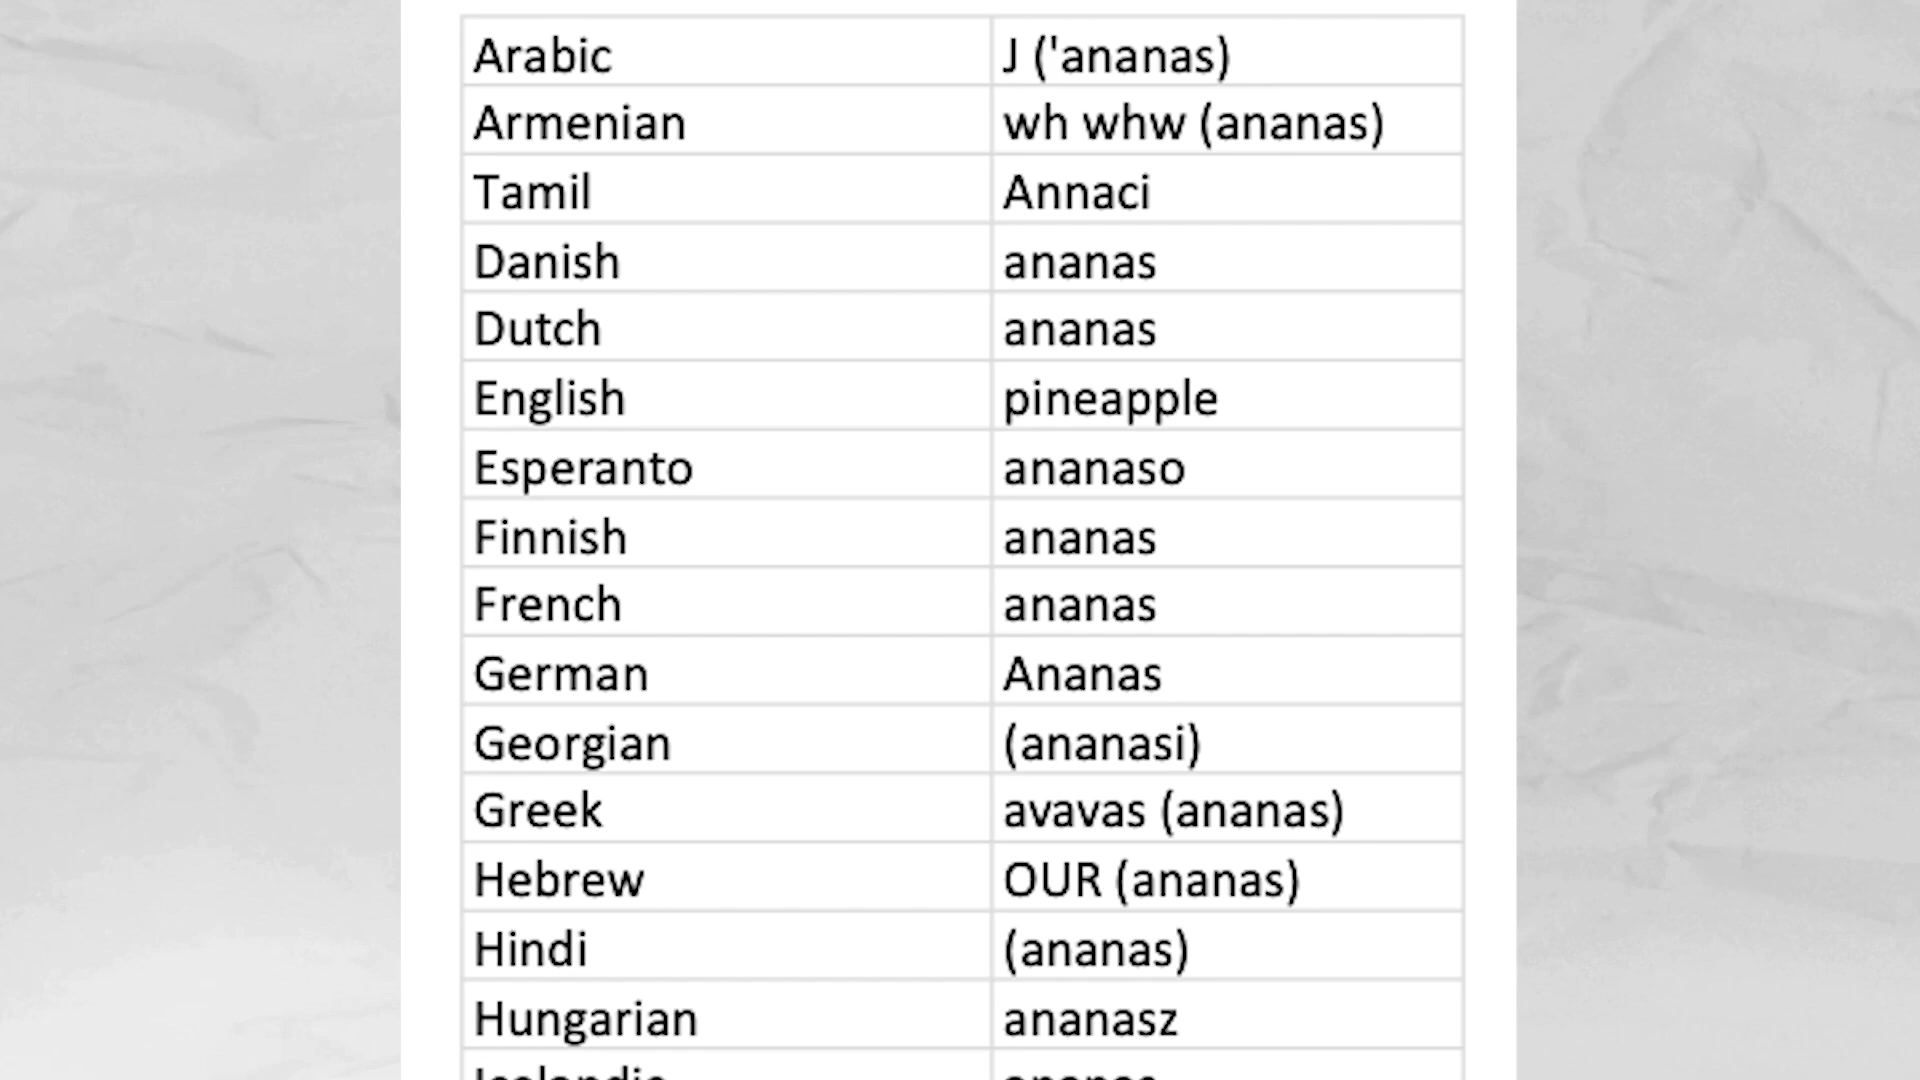 Arabic J ('ananas)
Armenian wh whw (ananas)
Tamil Annaci
Danish ananas
Dutch ananas
English pineapple
Esperanto ananaso
Finnish ananas
French ananas
German Ananas
Georgian (ananasi)
Greek avavas (ananas)
Hebrew OUR (ananas)
Hindi (ananas)
Hungarian ananasz